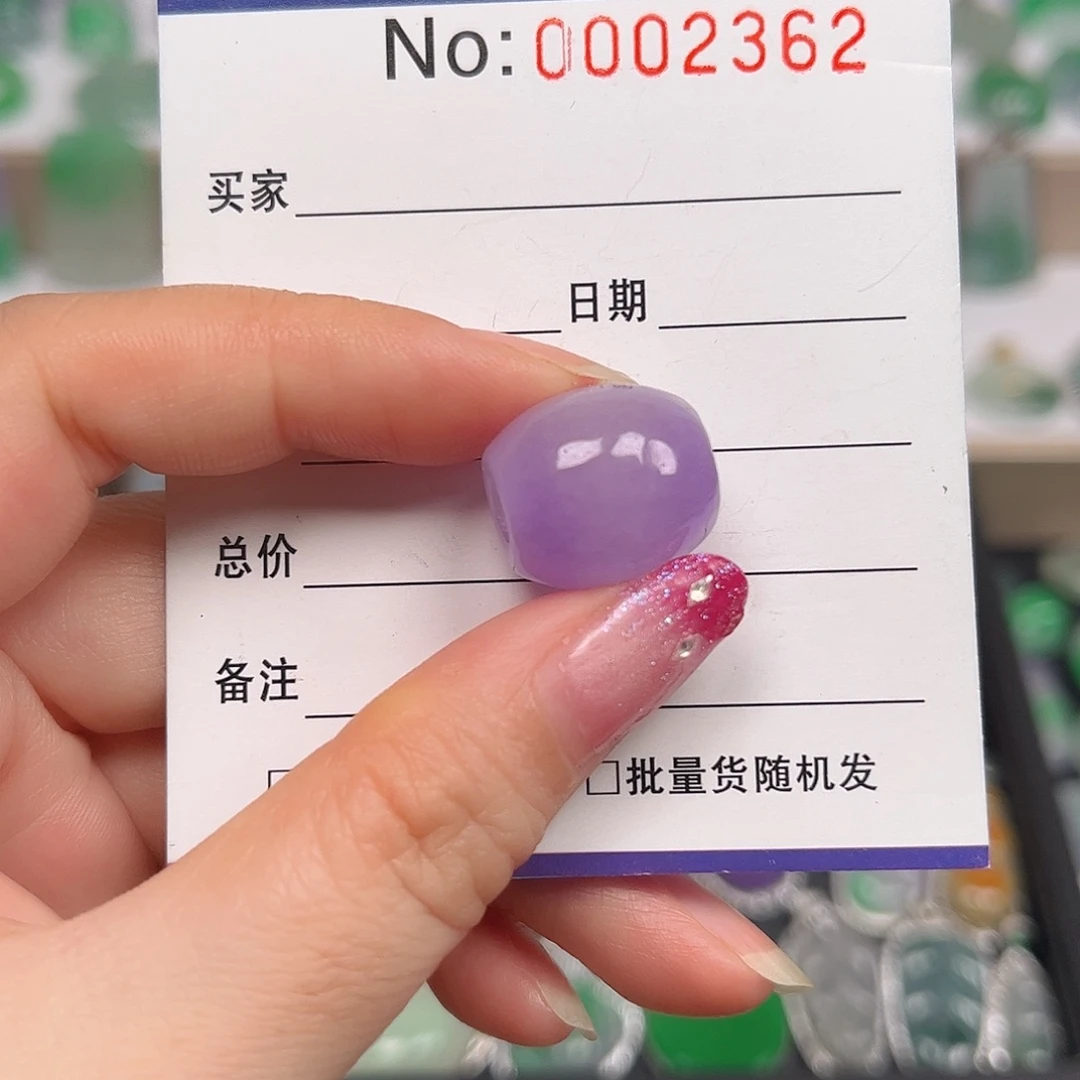 No:0002362
买家
日期
总价
备注
□批量货随机发